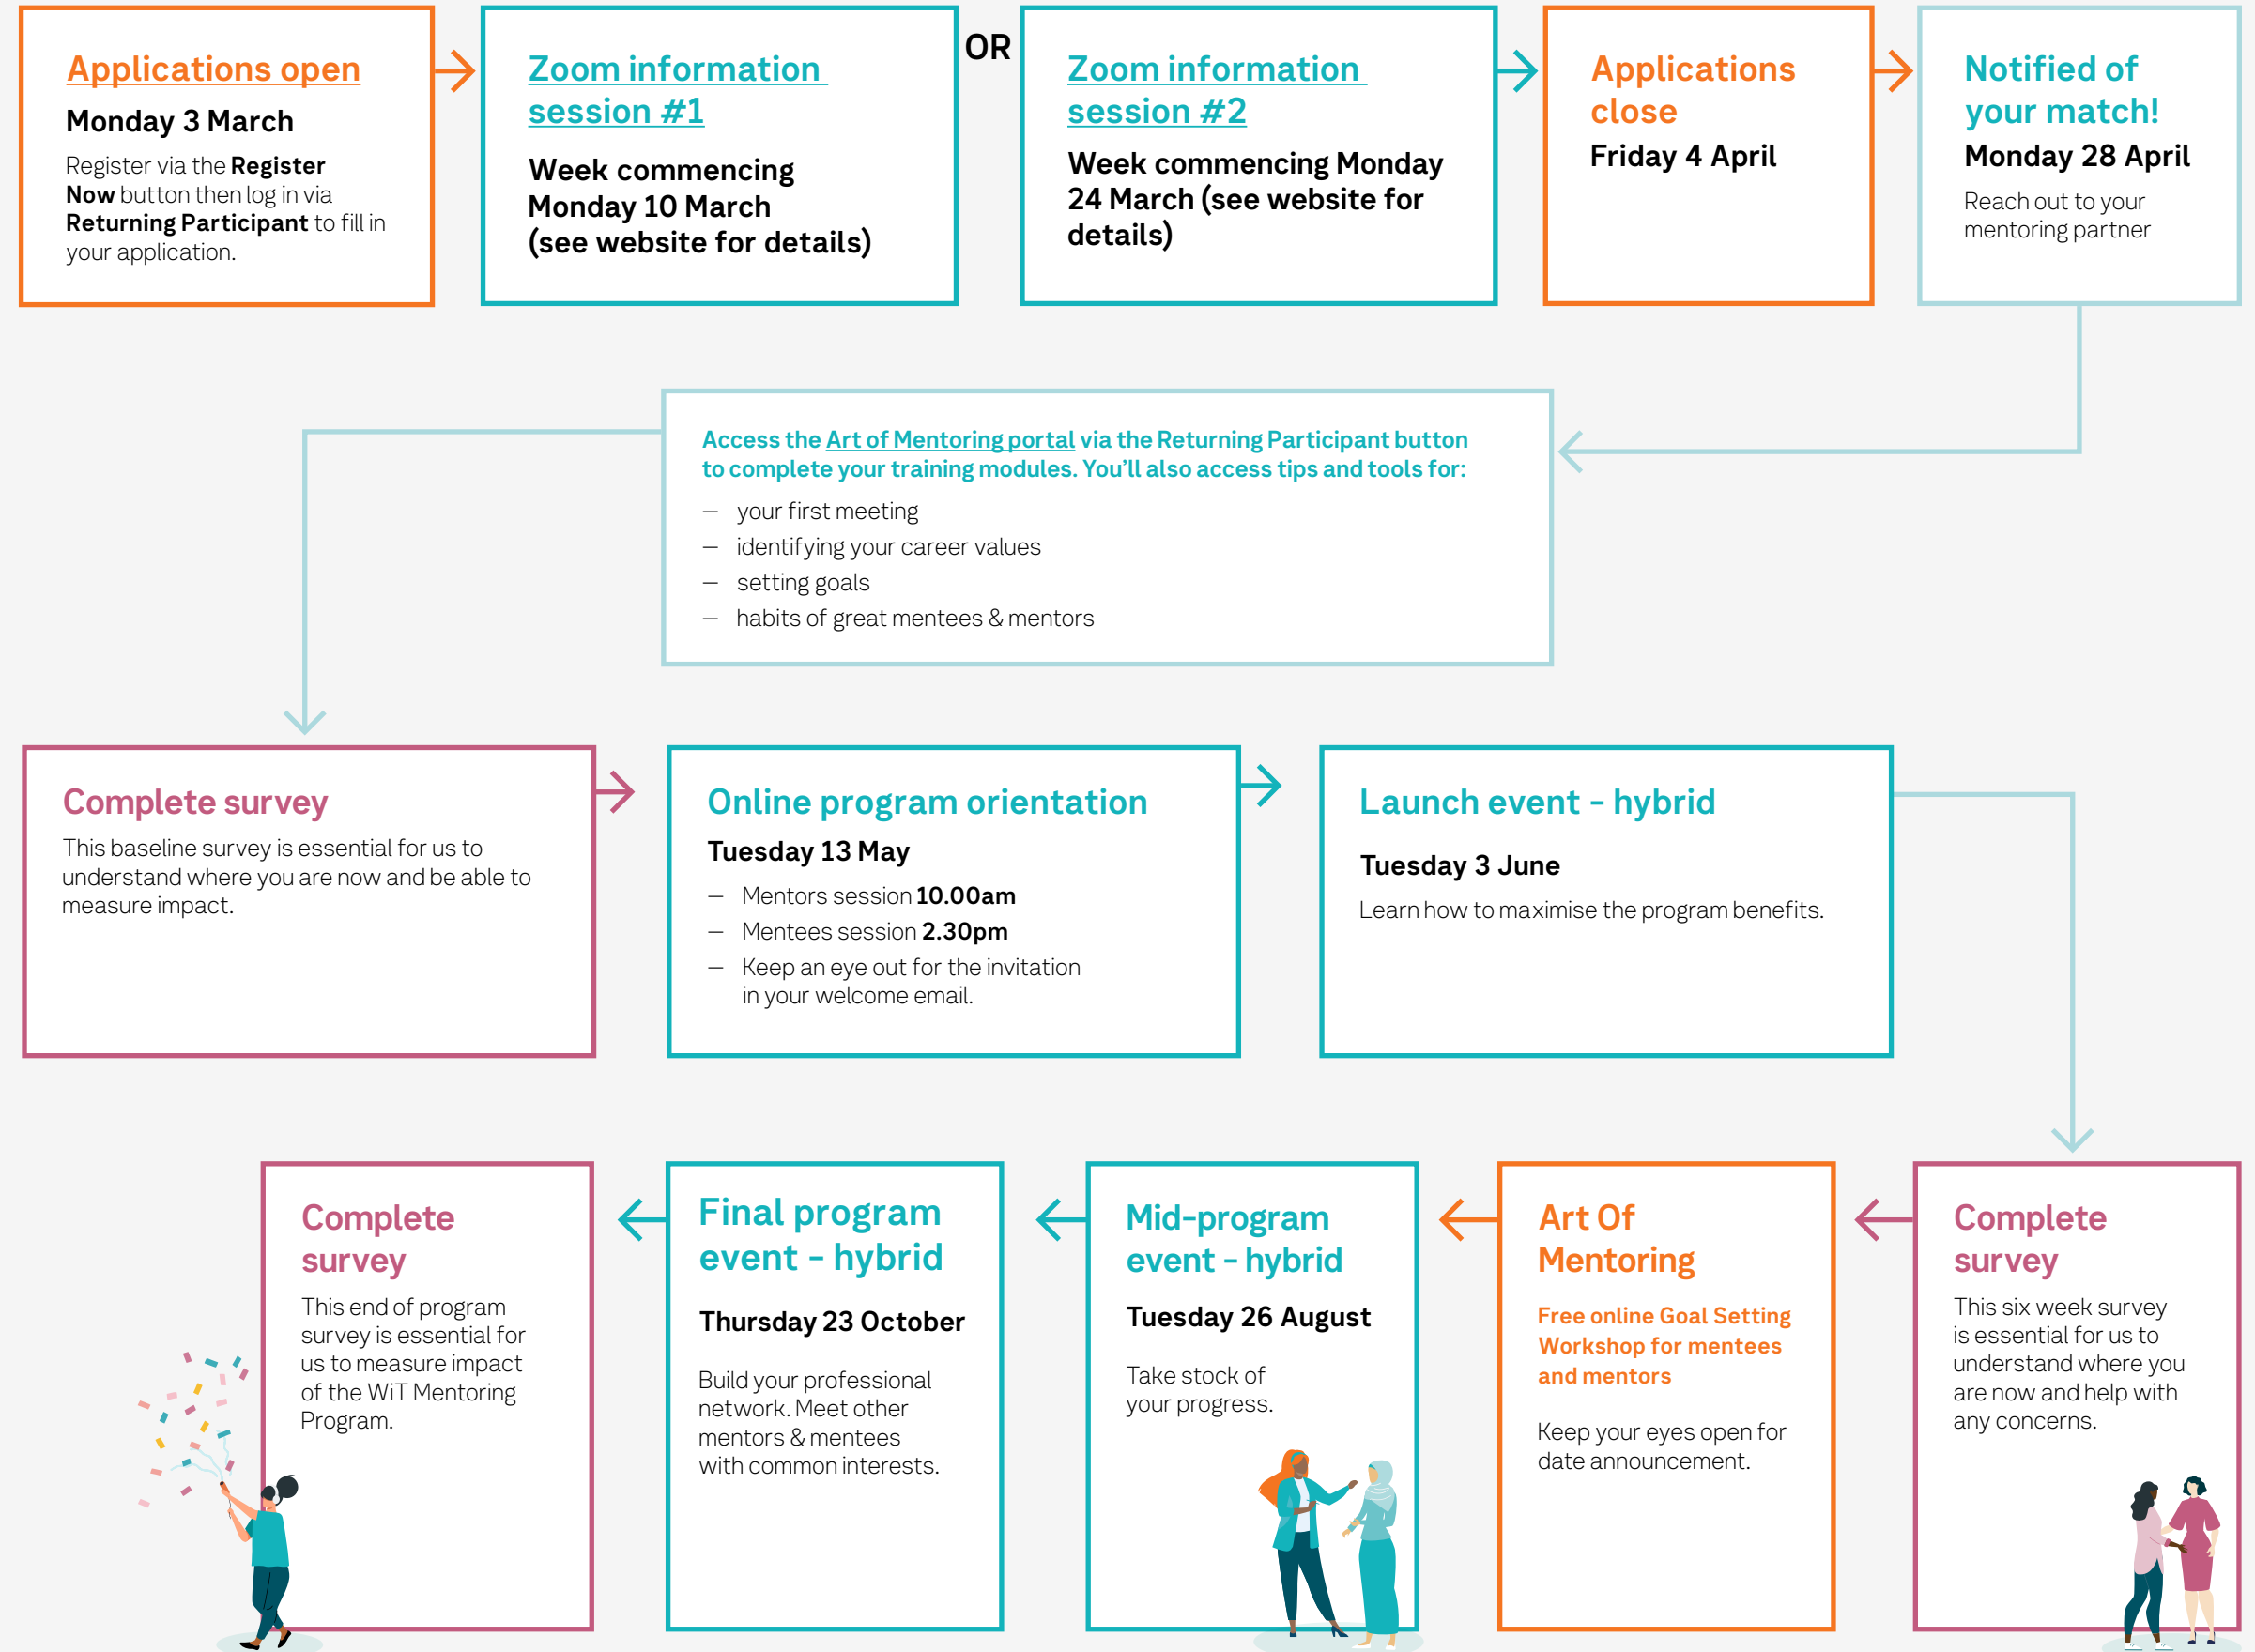 Applications open
Monday 3 March
Register via the Register
Now button then log in via
Returning Participant to fill in
your application.
Zoom information
session #1
Week commencing
Monday 10 March
(see website for details)
OR
Zoom information
session #2
Week commencing Monday
24 March (see website for
details)
Applications
close
Friday 4 April
Notified of
your match!
Monday 28 April
Reach out to your
mentoring partner
Access the Art of Mentoring portal via the Returning Participant button
to complete your training modules. You'll also access tips and tools for:
– your first meeting
– identifying your career values
– setting goals
– habits of great mentees & mentors
Complete survey
This baseline survey is essential for us to
understand where you are now and be able to
measure impact.
Online program orientation
Tuesday 13 May
– Mentors session 10.00am
– Mentees session 2.30pm
– Keep an eye out for the invitation
in your welcome email.
Launch event - hybrid
Tuesday 3 June
Learn how to maximise the program benefits.
Complete
survey
This six week survey
is essential for us to
understand where you
are now and help with
any concerns.
Art Of
Mentoring
Free online Goal Setting
Workshop for mentees
and mentors
Keep your eyes open for
date announcement.
Mid-program
event - hybrid
Tuesday 26 August
Take stock of
your progress.
Final program
event - hybrid
Thursday 23 October
Build your professional
network. Meet other
mentors & mentees
with common interests.
Complete
survey
This end of program
survey is essential for
us to measure impact
of the WiT Mentoring
Program.